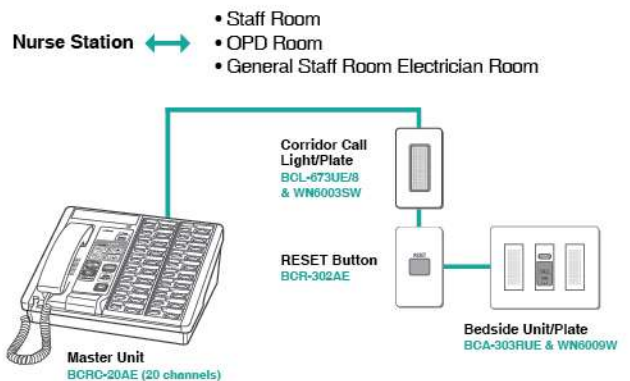 • Staff Room
Nurse Station
• OPD Room
• General Staff Room Electrician Room
Corridor Call
Light/Plate
BCL-673UE/8
& WN6003SW
RESET Button
BCR-302AE
RESET
Bedside Unit/Plate
BCA-303RUE & WN6009W
Master Unit
BCRC-20AE (20 channels)